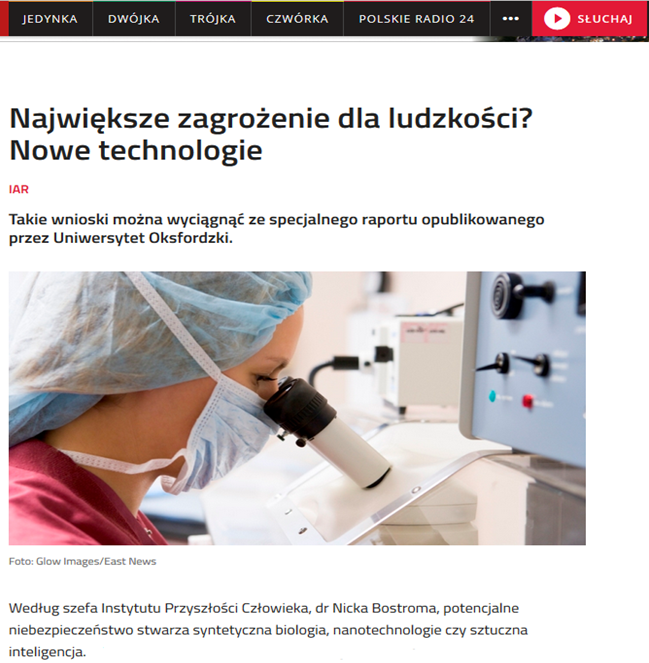 JEDYNKA DWÓJKA TRÓJKA CZWÓRKA POLSKIE RADIO 24 ••• SŁUCHAJ
Największe zagrożenie dla ludzkości?
Nowe technologie
IAR
Takie wnioski można wyciągnąć ze specjalnego raportu opublikowanego
przez Uniwersytet Oksfordzki.
Foto: Glow Images/East News
Według szefa Instytutu Przyszłości Człowieka, dr Nicka Bostroma, potencjalne
niebezpieczeństwo stwarza syntetyczna biologia, nanotechnologie czy sztuczna
inteligencja.